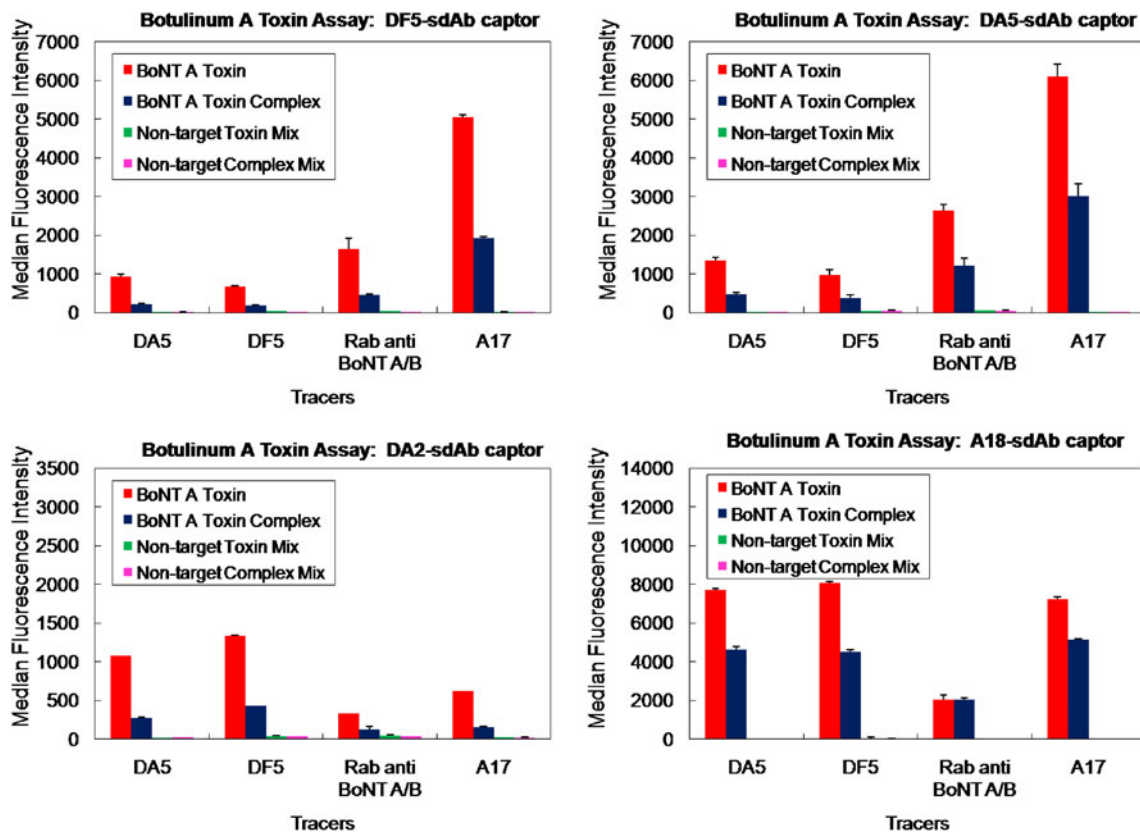 Botulinum A Toxin Assay: DF5-sdAb captor
Median Fluorescence Intensity
7000
6000
5000
4000
3000
2000
1000
0
BoNT A Toxin
BoNT A Toxin Complex
Non-target Toxin Mix
Non-target Complex Mix
DA5 DF5 Rab anti A17
BoNT A/B
Tracers
Botulinum A Toxin Assay: DA5-sdAb captor
Median Fluorescence Intensity
7000
6000
5000
4000
3000
2000
1000
0
BoNT A Toxin
BoNT A Toxin Complex
Non-target Toxin Mix
Non-target Complex Mix
DA5 DF5 Rab anti A17
BoNT A/B
Tracers
Botulinum A Toxin Assay: DA2-sdAb captor
Median Fluorescence Intensity
3500
3000
2500
2000
1500
1000
500
0
BoNT A Toxin
BoNT A Toxin Complex
Non-target Toxin Mix
Non-target Complex Mix
DA5 DF5 Rab anti A17
BoNT A/B
Tracers
Botulinum A Toxin Assay: A18-sdAb captor
Median Fluorescence Intensity
14000
12000
10000
8000
6000
4000
2000
0
BoNT A Toxin
BoNT A Toxin Complex
Non-target Toxin Mix
Non-target Complex Mix
DA5 DF5 Rab anti A17
BoNT A/B
Tracers